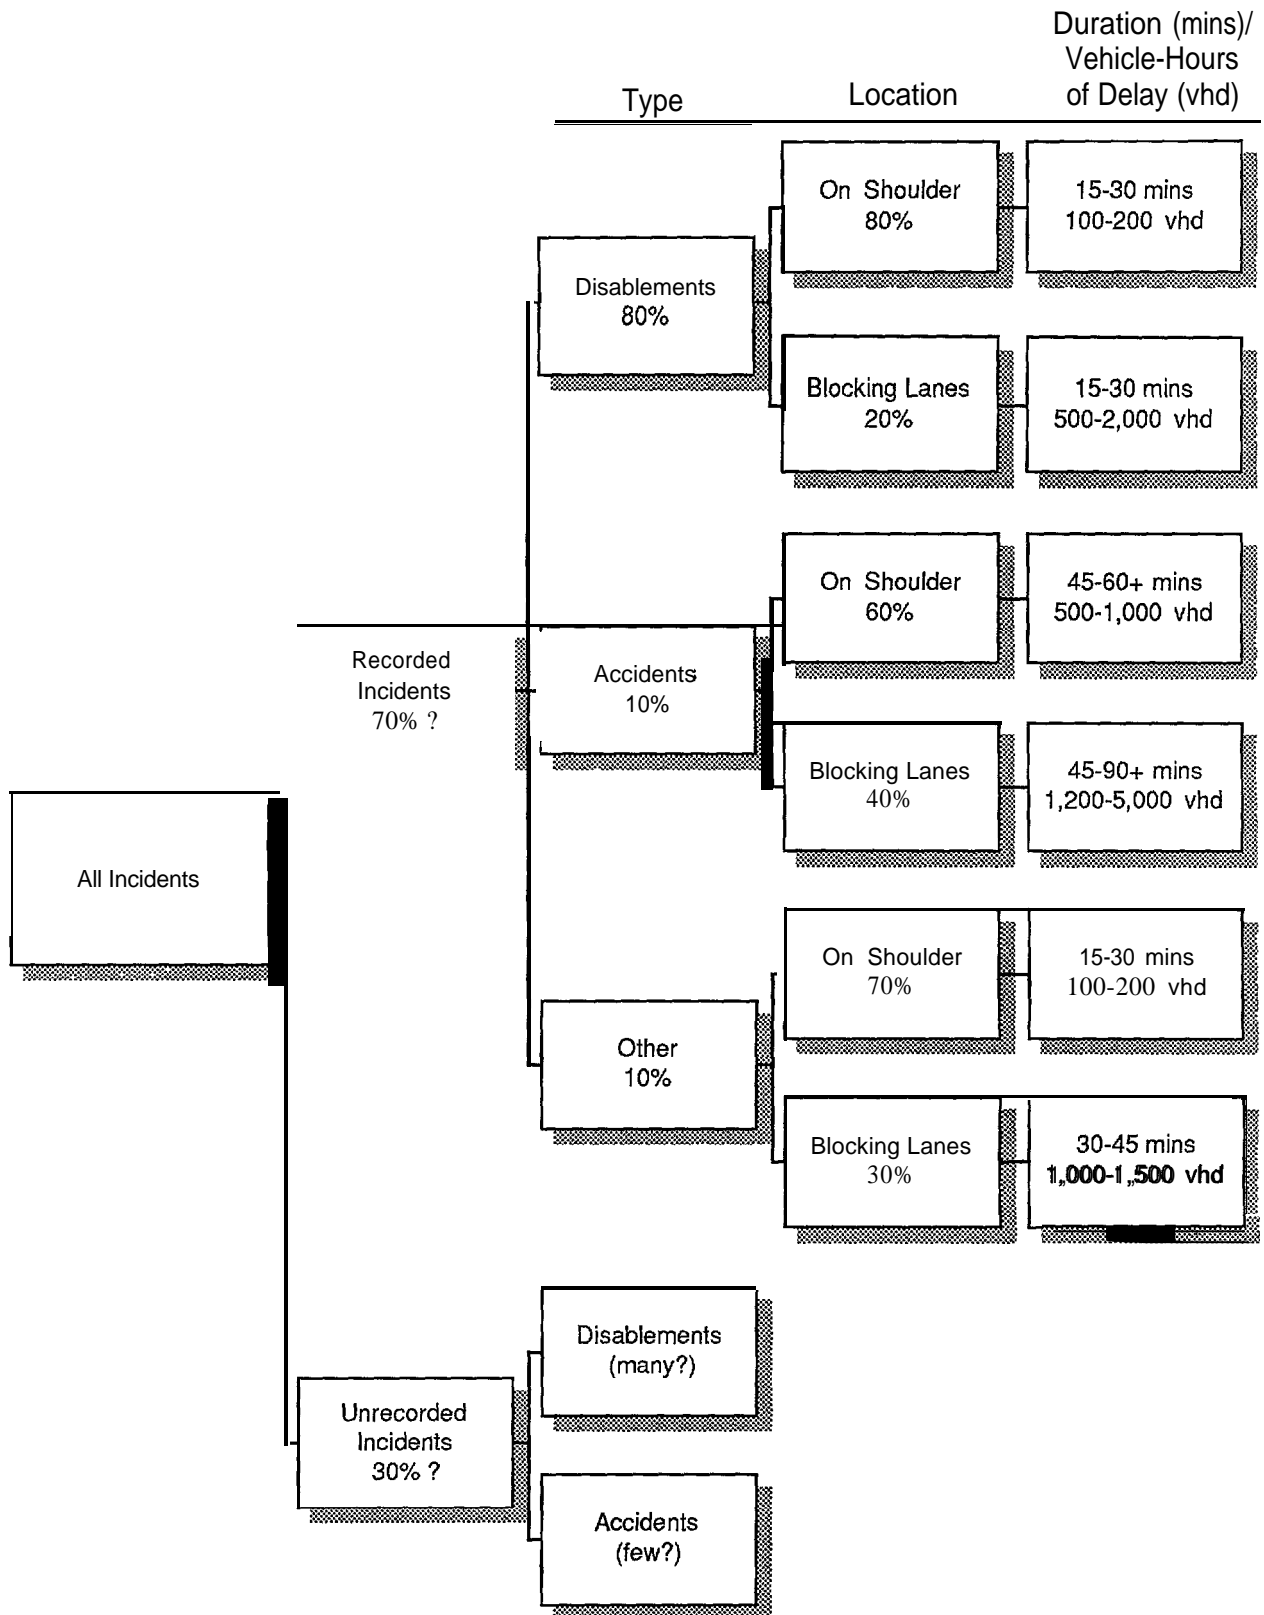 Duration (mins)/
Vehicle-Hours
of Delay (vhd)
Type
Location
On Shoulder
80%
15-30 mins
100-200 vhd
Disablements
80%
Blocking Lanes
20%
15-30 mins
500-2,000 vhd
On Shoulder
60%
45-60+ mins
500-1,000 vhd
Recorded
Incidents
70% ?
Accidents
10%
Blocking Lanes
40%
45-90+ mins
1,200-5,000 vhd
All Incidents
On Shoulder
70%
15-30 mins
100-200 vhd
Other
10%
Blocking Lanes
30%
30-45 mins
1,000-1,500 vhd
Disablements
(many?)
Unrecorded
Incidents
30% ?
Accidents
(few?)